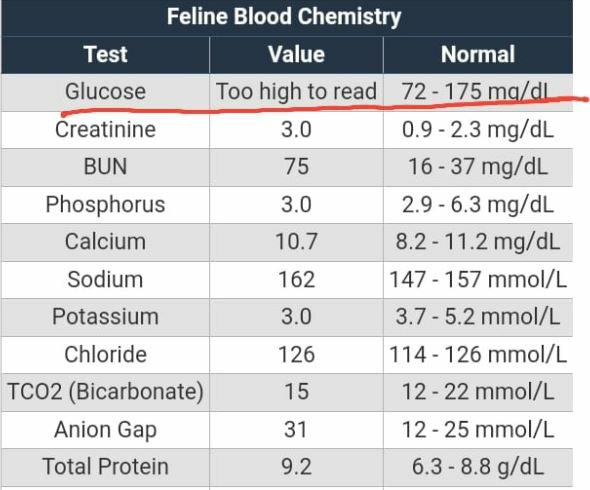 Feline Blood Chemistry
Test Value Normal
Glucose Too high to read 72 - 175 mg/dL
Creatinine 3.0 0.9 - 2.3 mg/dL
BUN 75 16 - 37 mg/dL
Phosphorus 3.0 2.9 - 6.3 mg/dL
Calcium 10.7 8.2 - 11.2 mg/dL
Sodium 162 147 - 157 mmol/L
Potassium 3.0 3.7 - 5.2 mmol/L
Chloride 126 114 - 126 mmol/L
TCO2 (Bicarbonate) 15 12 - 22 mmol/L
Anion Gap 31 12 - 25 mmol/L
Total Protein 9.2 6.3 - 8.8 g/dL